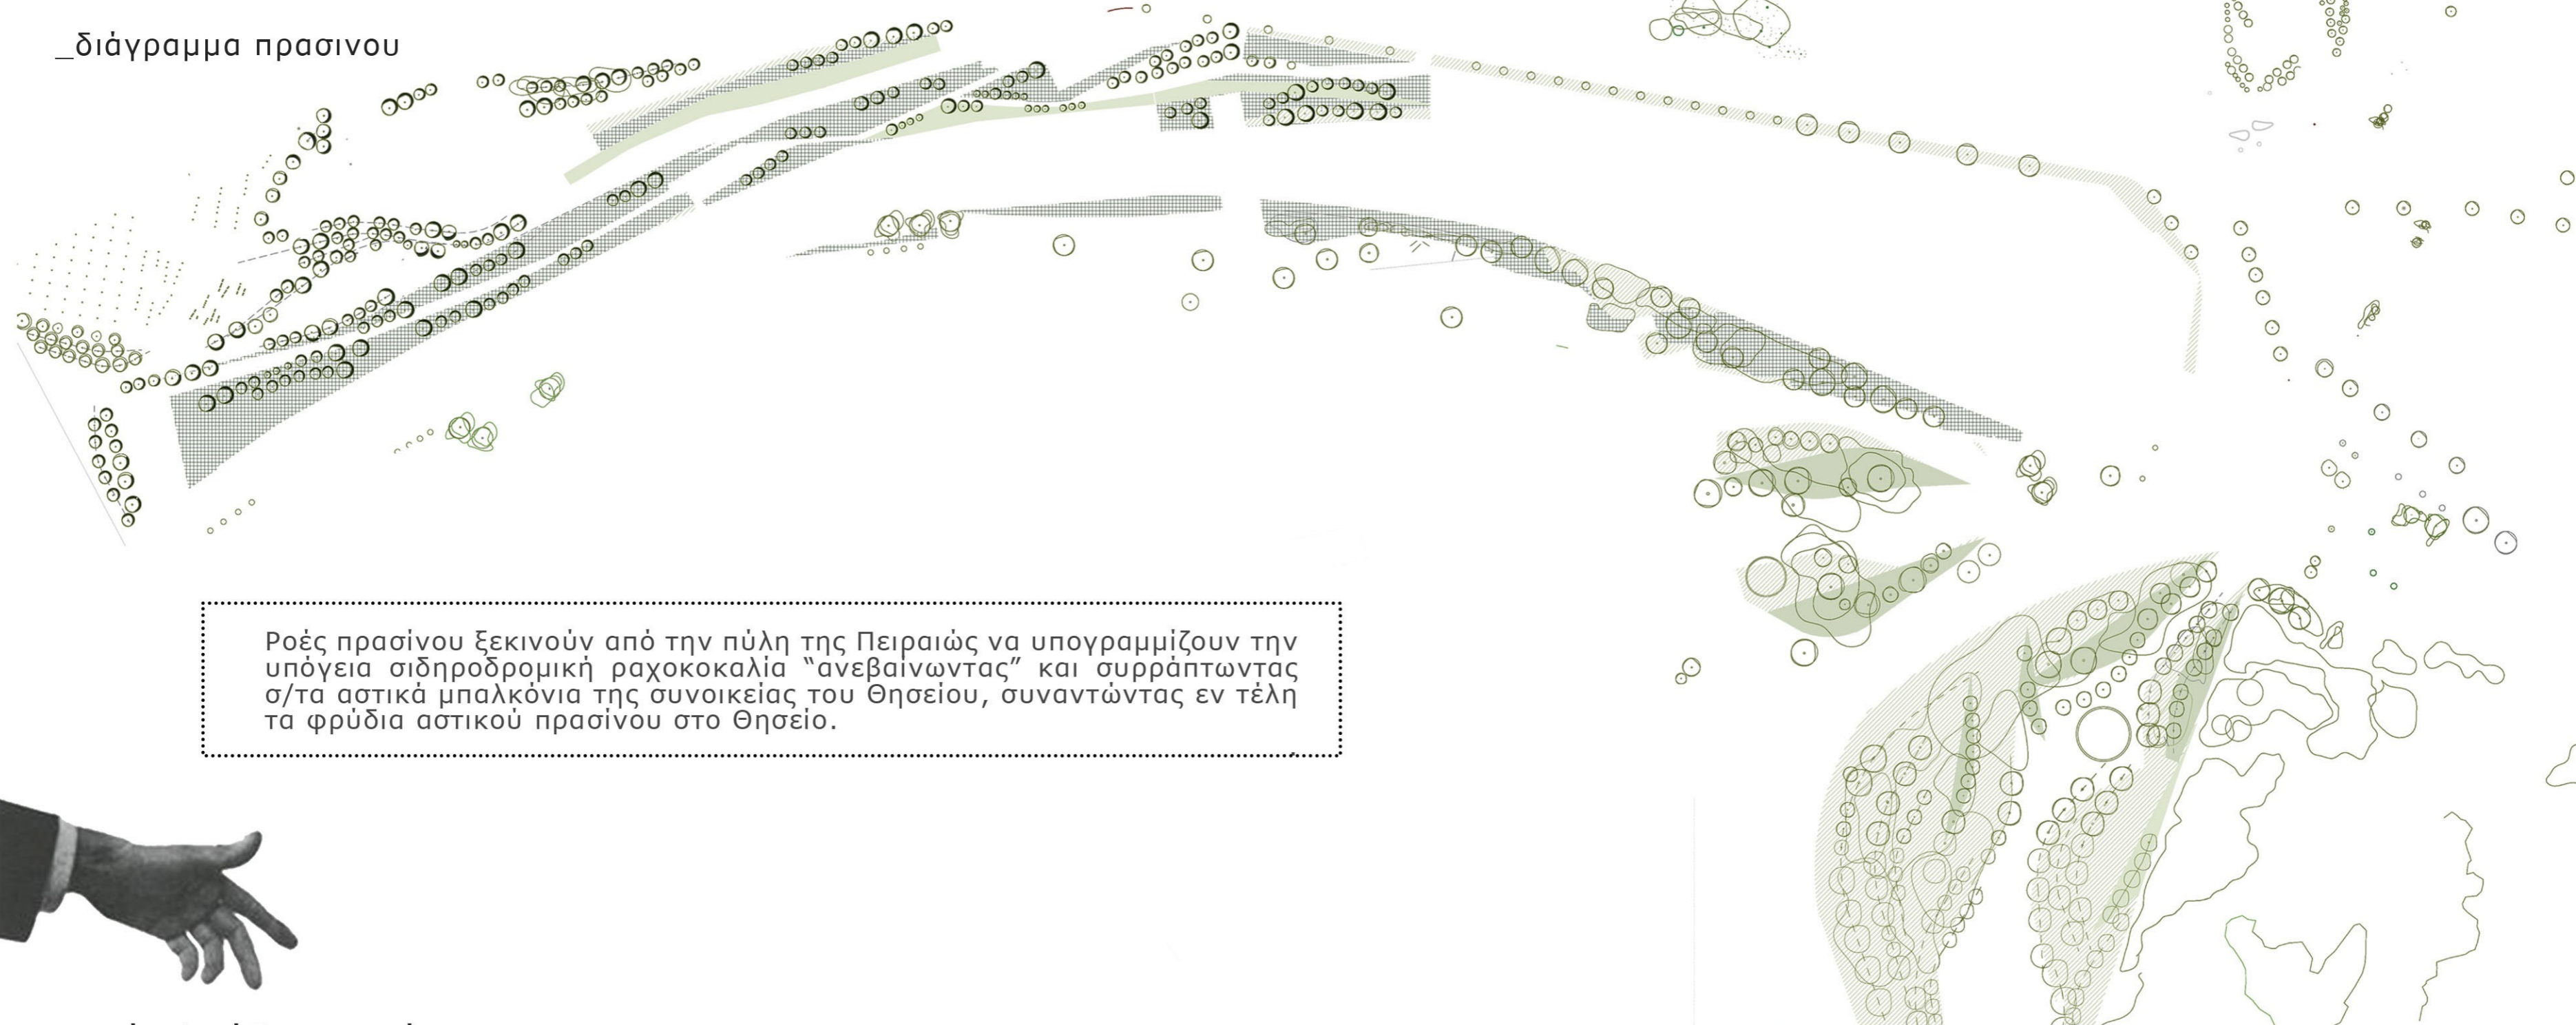 _διάγραμμα πρασινου
Ροές πρασίνου ξεκινούν από την πύλη της Πειραιώς να υπογραμμίζουν την
υπόγεια σιδηροδρομική ραχοκοκαλία “ανεβαίνωντας” και συρράπτωντας
σ/τα αστικά μπαλκόνια της συνοικείας του Θησείου, συναντώντας εν τέλη
τα φρύδια αστικού πρασίνου στο Θησείο.